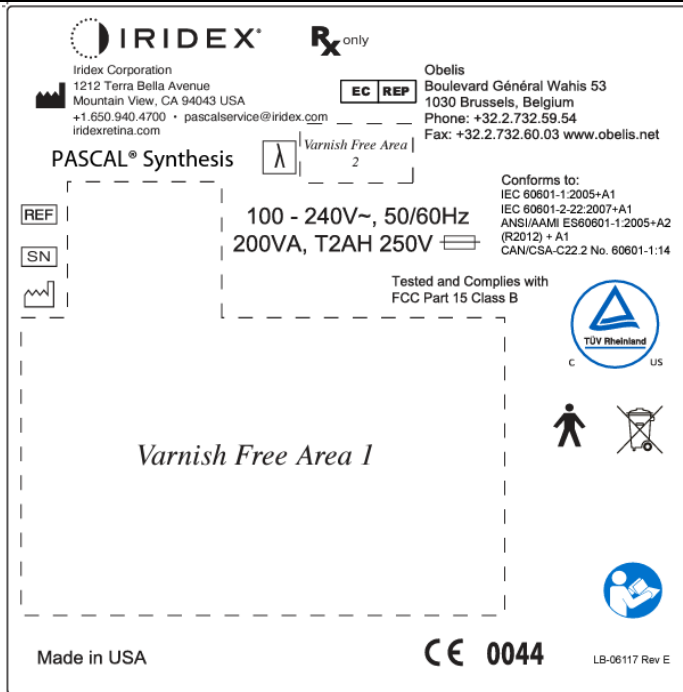 IRIDEX®
Rx only
Iridex Corporation
1212 Terra Bella Avenue
Mountain View, CA 94043 USA
+1.650.940.4700 • pascalservice@iridex.com
iridexretina.com
EC REP
Obelis
Boulevard Général Wahis 53
1030 Brussels, Belgium
Phone: +32.2.732.59.54
Fax: +32.2.732.60.03 www.obelis.net
PASCAL® Synthesis
λ
Varnish Free Area
2
REF
SN
100 - 240V~, 50/60Hz
200VA, T2AH 250V
Conforms to:
IEC 60601-1:2005+A1
IEC 60601-2-22:2007+A1
ANSI/AAMI ES60601-1:2005+A2
(R2012) + A1
CAN/CSA-C22.2 No. 60601-1:14
Tested and Complies with
FCC Part 15 Class B
TÜV Rheinland
C US
Varnish Free Area 1
Made in USA
CE 0044
LB-06117 Rev E